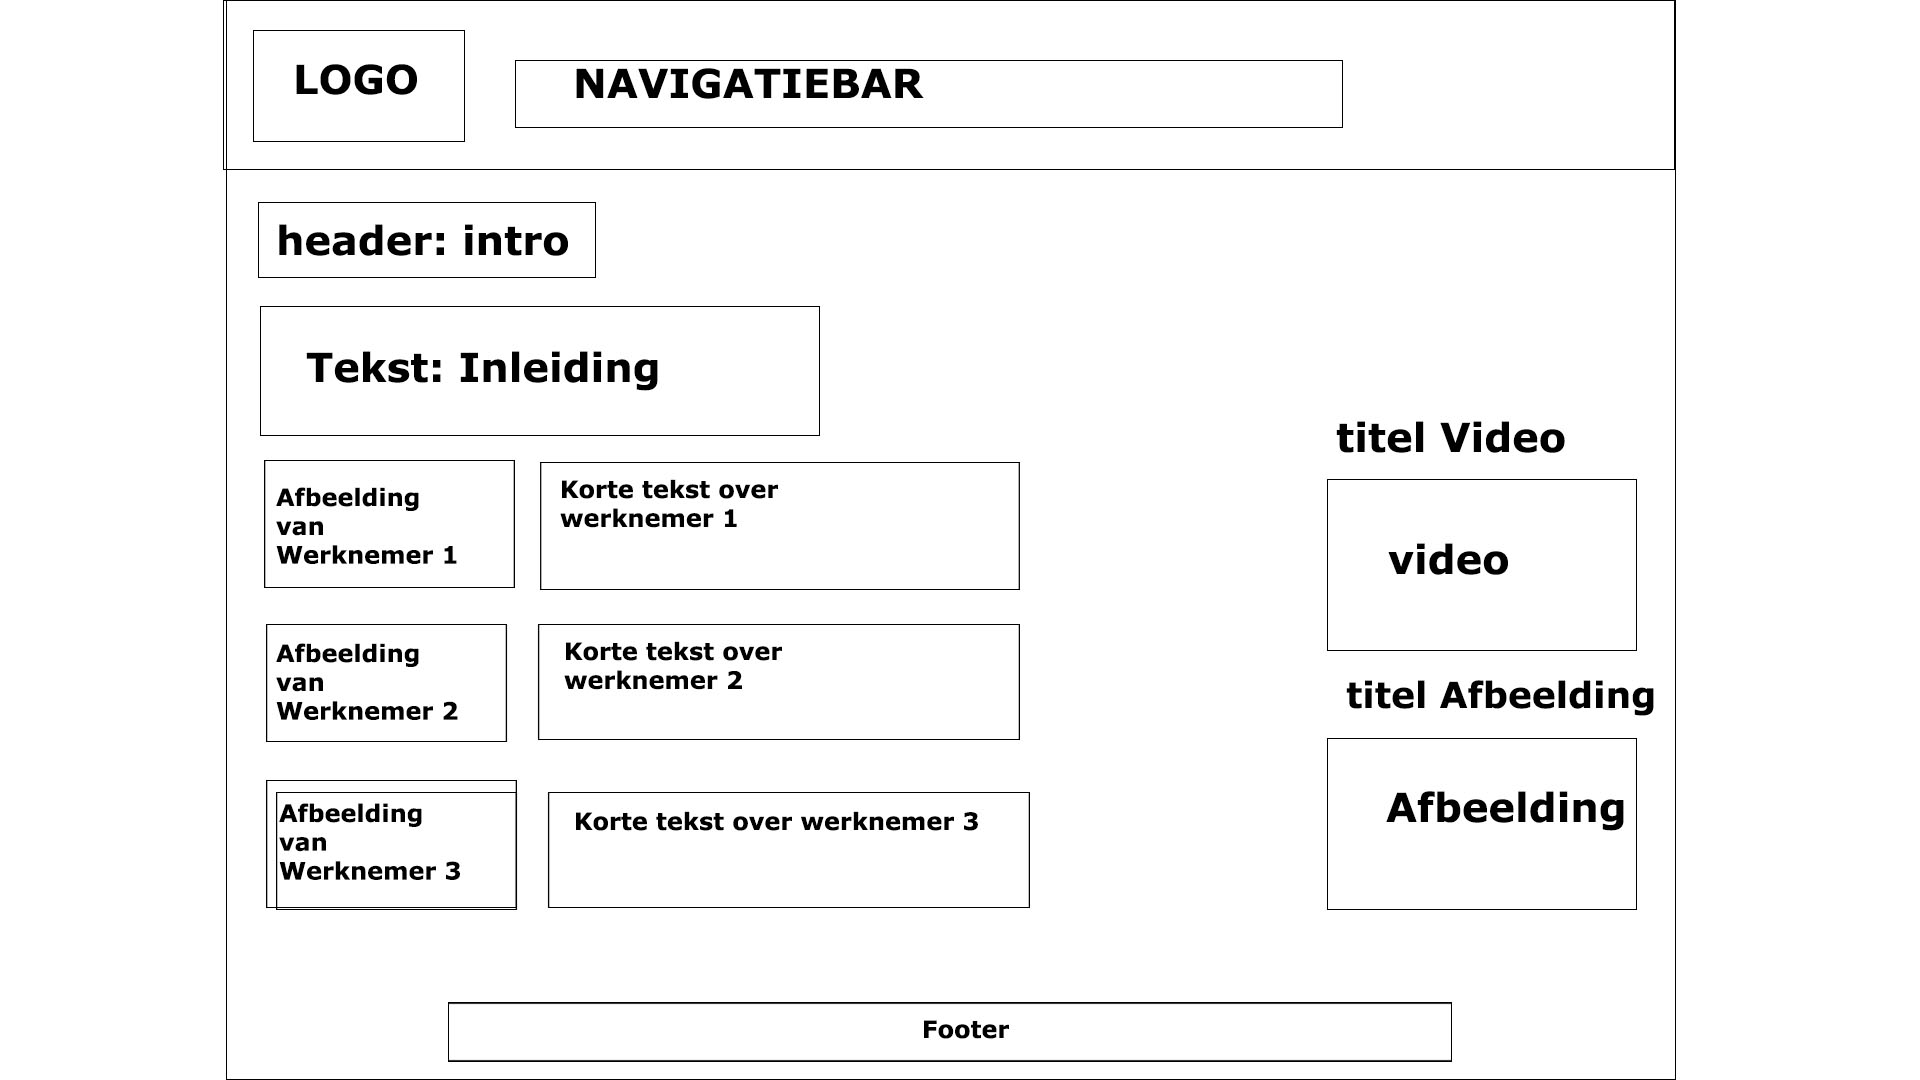 LOGO
NAVIGATIEBAR
header: intro
Tekst: Inleiding
Afbeelding
van
Werknemer 1
Korte tekst over
werknemer 1
Afbeelding
van
Werknemer 2
Korte tekst over
werknemer 2
Afbeelding
van
Werknemer 3
Korte tekst over werknemer 3
titel Video
video
titel Afbeelding
Afbeelding
Footer